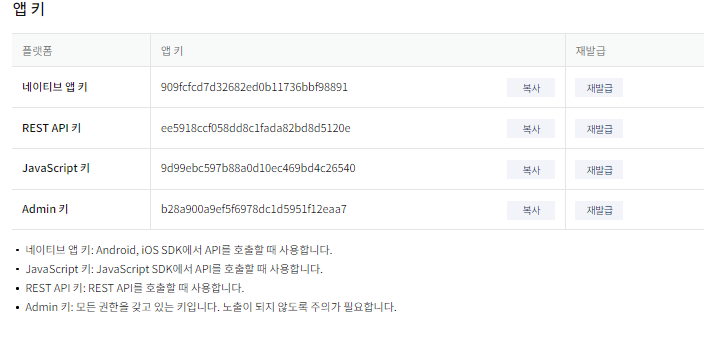 앱 키
플랫폼 앱 키 재발급
네이티브 앱 키 909fcfcd7d32682ed0b11736bbf98891 복사 재발급
REST API 키 ee5918ccf058dd8c1fada82bd8d5120e 복사 재발급
JavaScript 키 9d99ebc597b88a0d10ec469bd4c26540 복사 재발급
Admin 키 b28a900a9ef5f6978dc1d5951f12eaa7 복사 재발급
• 네이티브 앱 키: Android, iOS SDK에서 API를 호출할 때 사용합니다.
• JavaScript 키: JavaScript SDK에서 API를 호출할 때 사용합니다.
• REST API 키: REST API를 호출할 때 사용합니다.
• Admin 키: 모든 권한을 갖고 있는 키입니다. 노출이 되지 않도록 주의가 필요합니다.